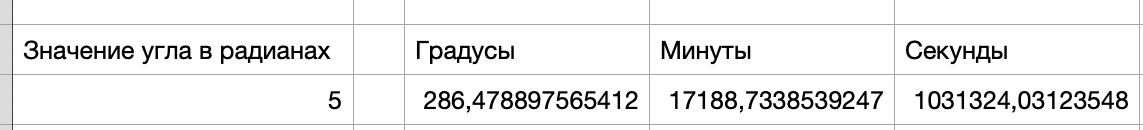 Значение угла в радианах Градусы Минуты Секунды
5 286,478897565412 17188,7338539247 1031324,03123548